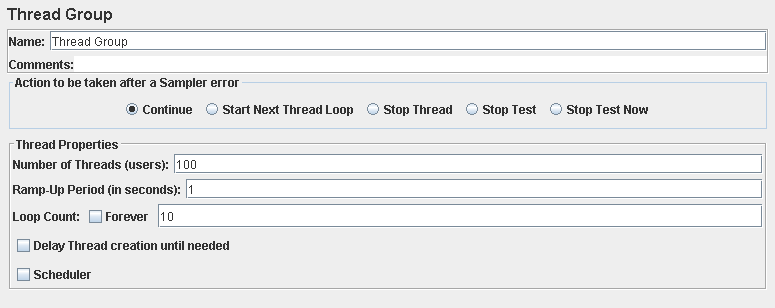 Thread Group
Name: Thread Group
Comments:
Action to be taken after a Sampler error
Continue Start Next Thread Loop Stop Thread Stop Test Stop Test Now
Thread Properties
Number of Threads (users): 100
Ramp-Up Period (in seconds): 1
Loop Count: Forever 10
Delay Thread creation until needed
Scheduler